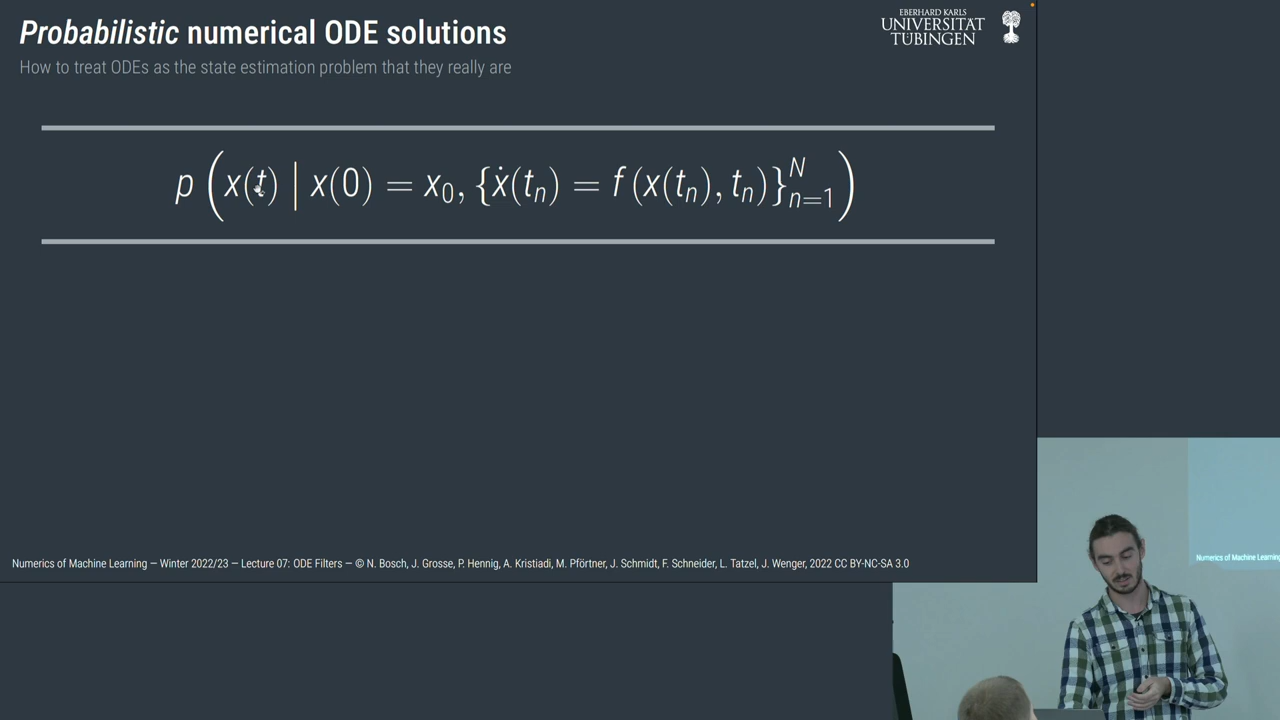 Probabilistic numerical ODE solutions
How to treat ODEs as the state estimation problem that they really are
EBERHARD KARLS
UNIVERSITÄT
TÜBINGEN
p ( x(t) | x(0) = x₀, {ẋ(tₙ) = f(x(tₙ), tₙ)}ᴺₙ₌₁ )
Numerics of Machine Learning — Winter 2022/23 — Lecture 07: ODE Filters — © N. Bosch, J. Grosse, P. Hennig, A. Kristiadi, M. Pförtner, J. Schmidt, F. Schneider, L. Tatzel, J. Wenger, 2022 CC BY-NC-SA 3.0
Numerics of Machine Learning